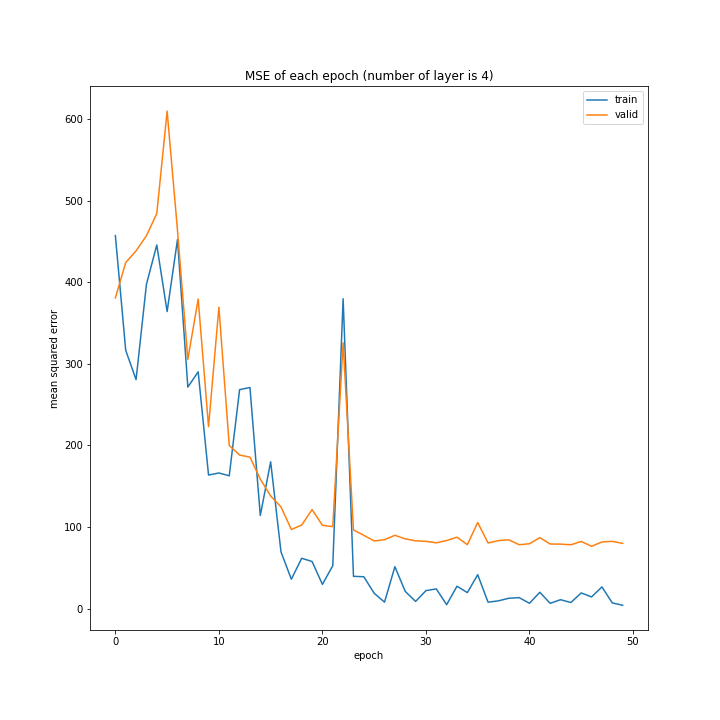 MSE of each epoch (number of layer is 4)
train
valid
600
500
400
300
200
100
0
mean squared error
0 10 20 30 40 50
epoch